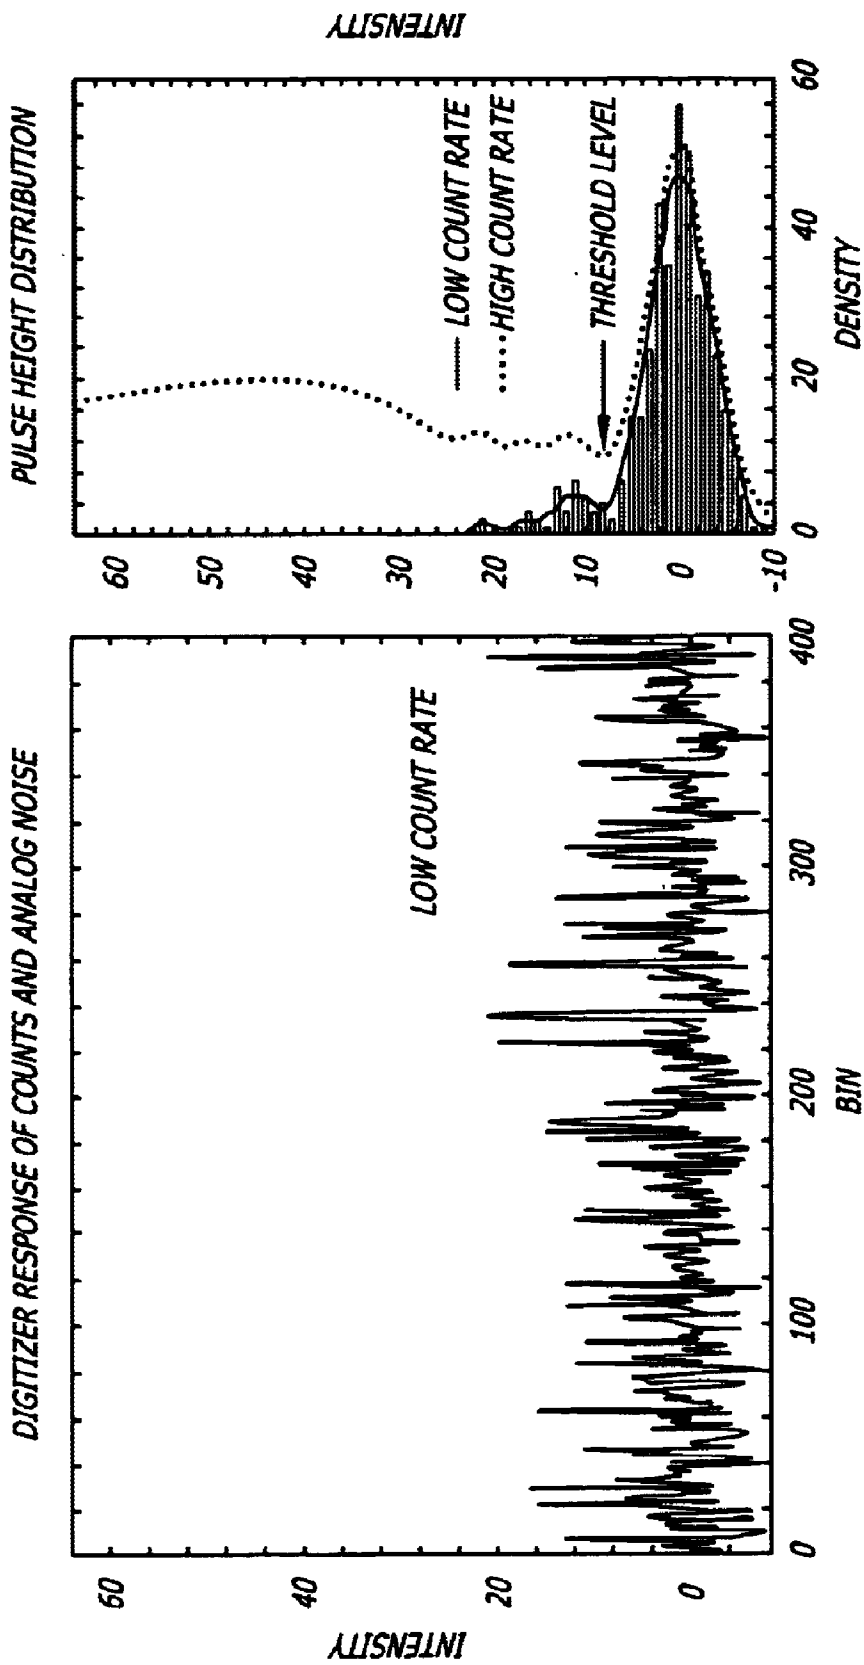 DIGITIZER RESPONSE OF COUNTS AND ANALOG NOISE
60
40
20
0
INTENSITY
LOW COUNT RATE
0
100
200
300
400
BIN
PULSE HEIGHT DISTRIBUTION
60
50
40
30
20
10
0
-10
INTENSITY
LOW COUNT RATE
HIGH COUNT RATE
THRESHOLD LEVEL
0
20
40
60
DENSITY